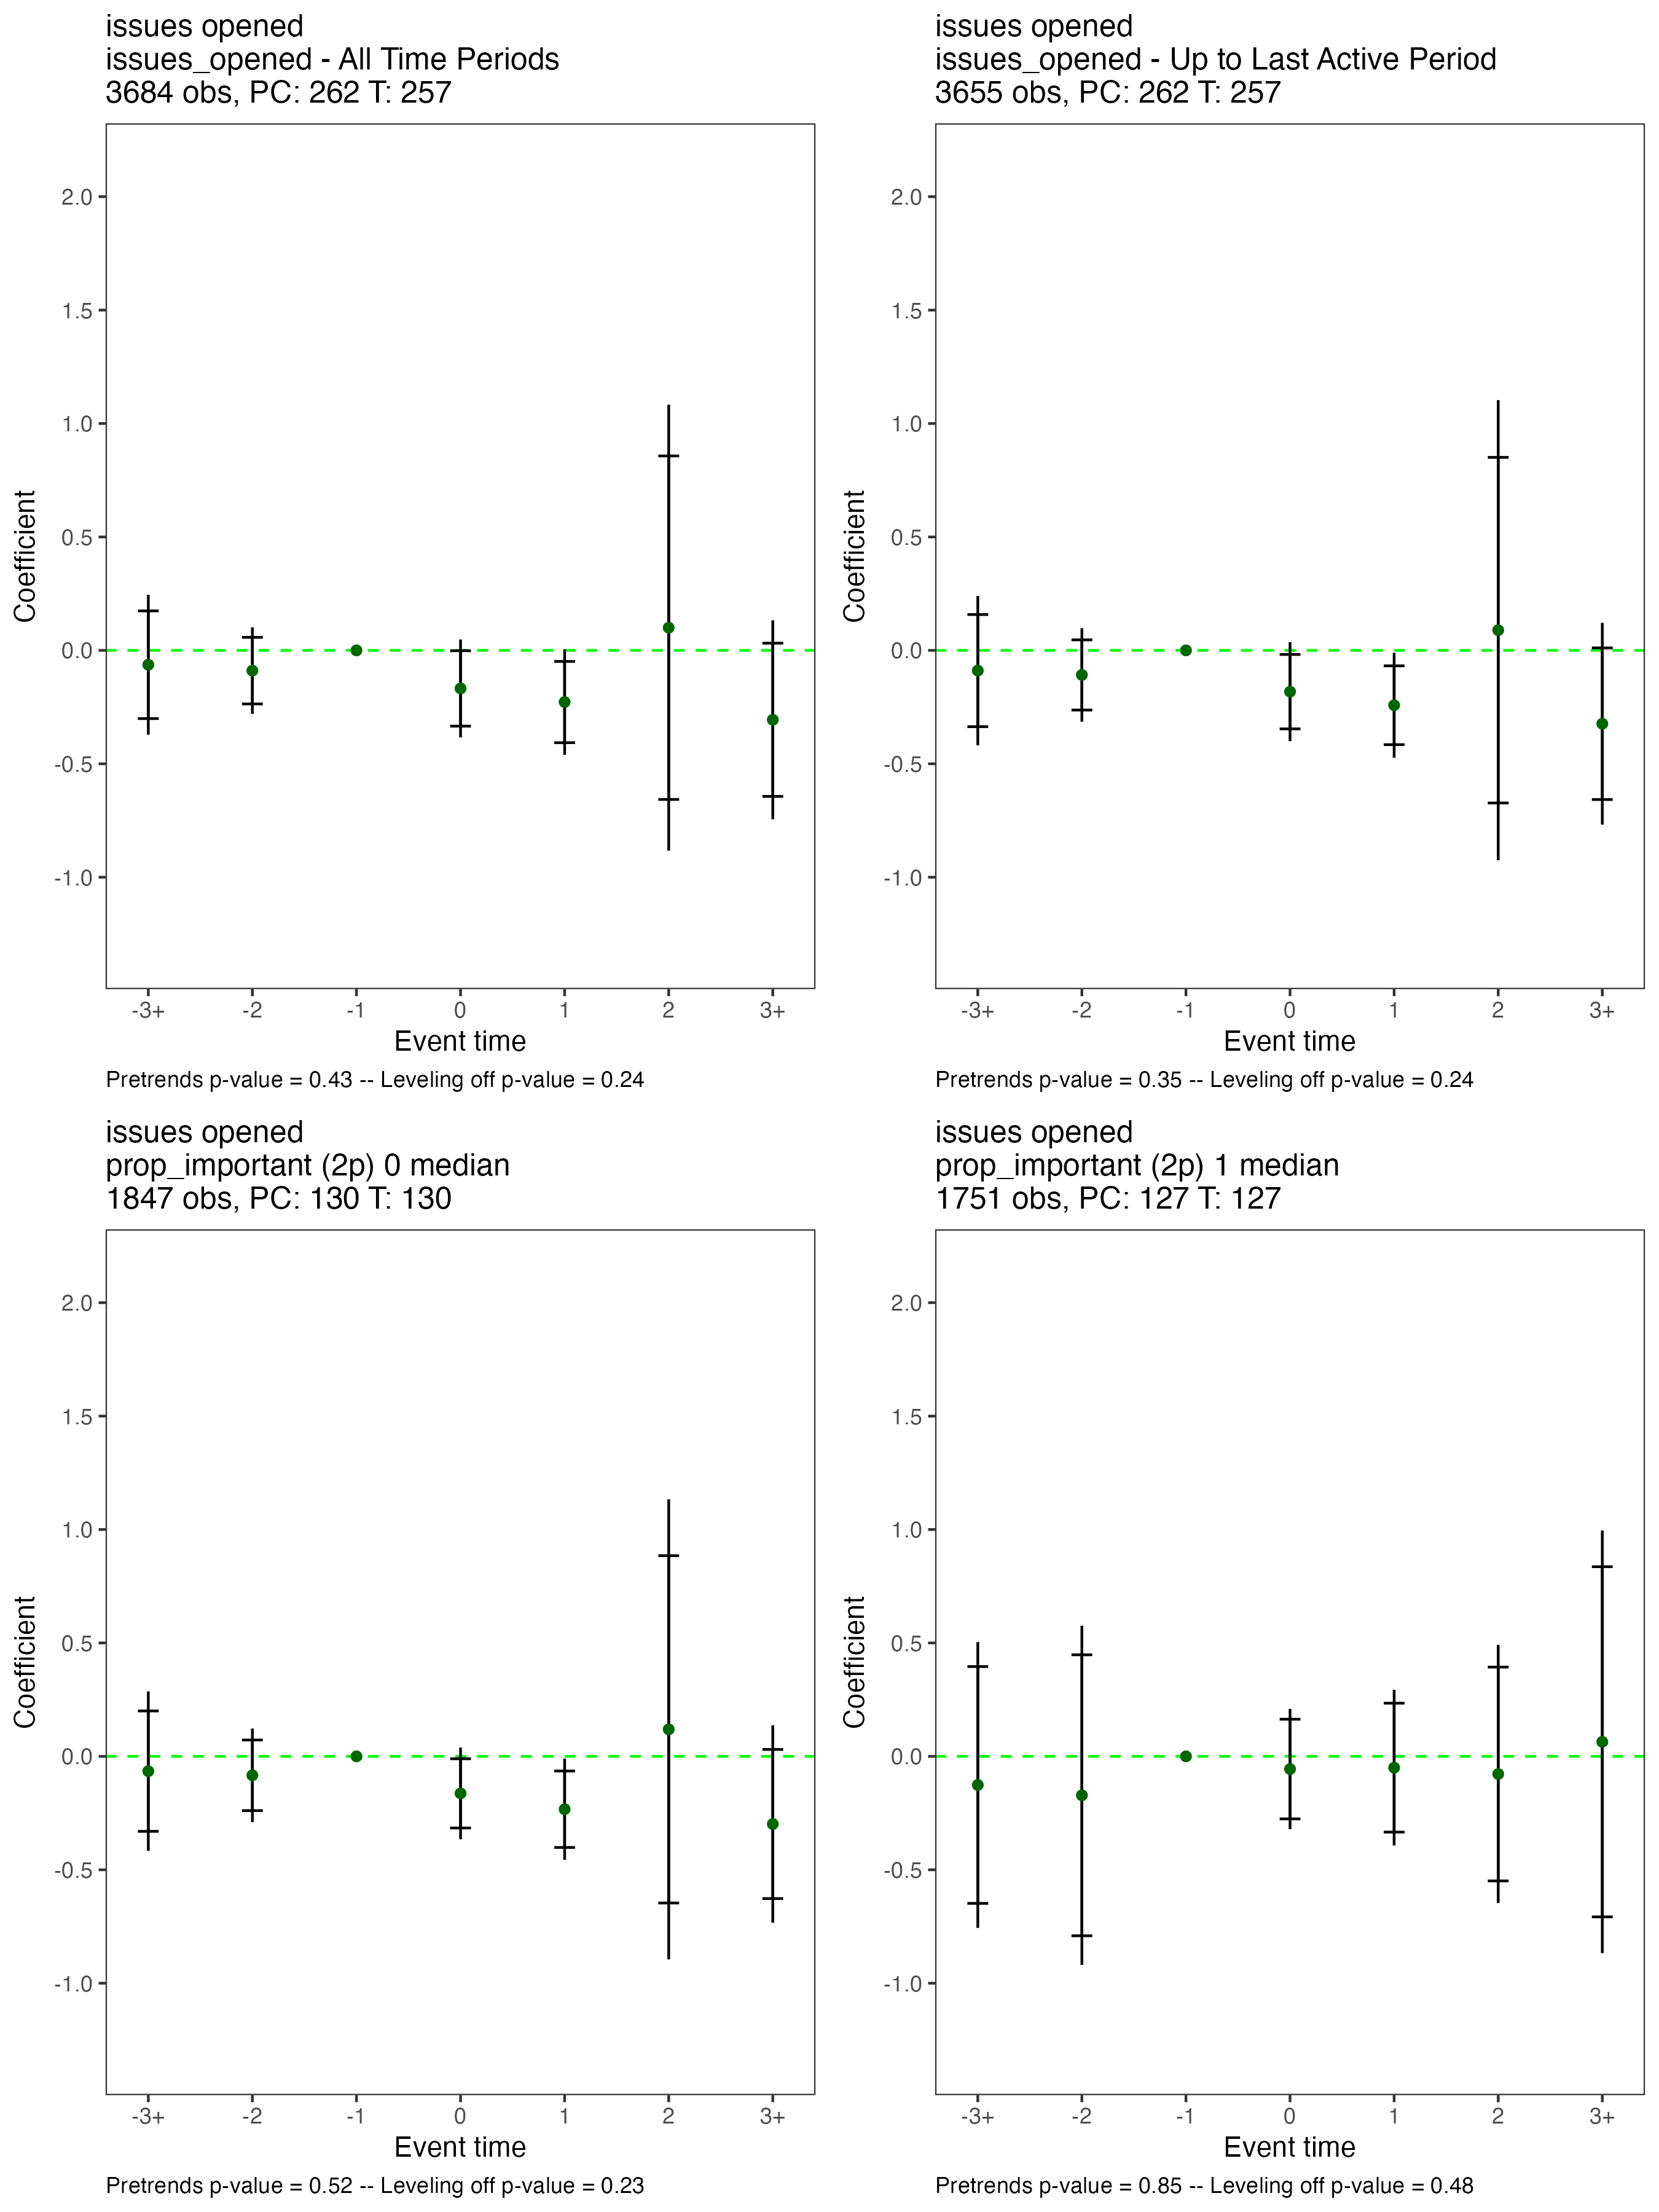 issues opened
issues_opened - All Time Periods
3684 obs, PC: 262 T: 257
2.0
1.5
1.0
0.5
0.0
-0.5
-1.0
Coefficient
-3+ -2 -1 0 1 2 3+
Event time
Pretrends p-value = 0.43 -- Leveling off p-value = 0.24
issues opened
issues_opened - Up to Last Active Period
3655 obs, PC: 262 T: 257
2.0
1.5
1.0
0.5
0.0
-0.5
-1.0
Coefficient
-3+ -2 -1 0 1 2 3+
Event time
Pretrends p-value = 0.35 -- Leveling off p-value = 0.24
issues opened
prop_important (2p) 0 median
1847 obs, PC: 130 T: 130
2.0
1.5
1.0
0.5
0.0
-0.5
-1.0
Coefficient
-3+ -2 -1 0 1 2 3+
Event time
Pretrends p-value = 0.52 -- Leveling off p-value = 0.23
issues opened
prop_important (2p) 1 median
1751 obs, PC: 127 T: 127
2.0
1.5
1.0
0.5
0.0
-0.5
-1.0
Coefficient
-3+ -2 -1 0 1 2 3+
Event time
Pretrends p-value = 0.85 -- Leveling off p-value = 0.48